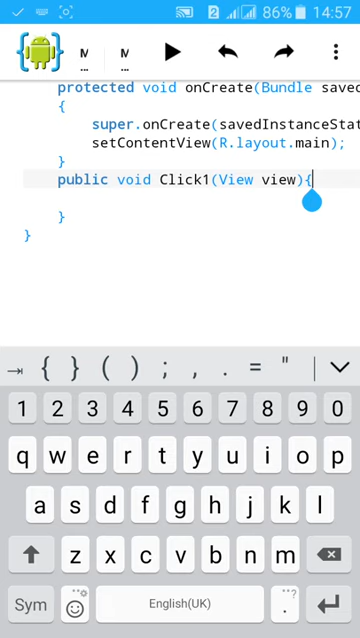 2 86% 14:57
M
...
M
...
protected void onCreate(Bundle saved
{
super.onCreate(savedInstanceStat
setContentView(R.layout.main);
}
public void Click1(View view){
}
}
{ } ( ) ; , . = "
1 2 3 4 5 6 7 8 9 0
q w e r t y u i o p
a s d f g h j k l
z x c v b n m
Sym English(UK) . ,,?